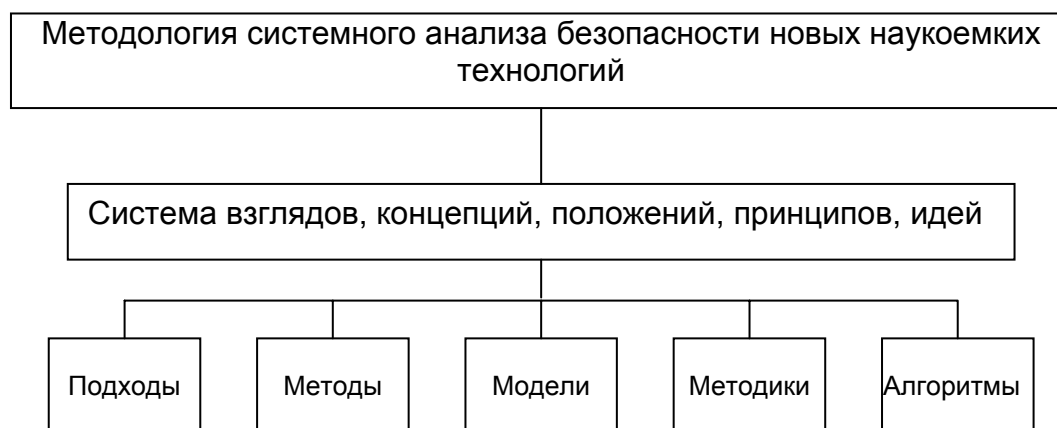 Методология системного анализа безопасности новых наукоемких
технологий
Система взглядов, концепций, положений, принципов, идей
Подходы
Методы
Модели
Методики
Алгоритмы